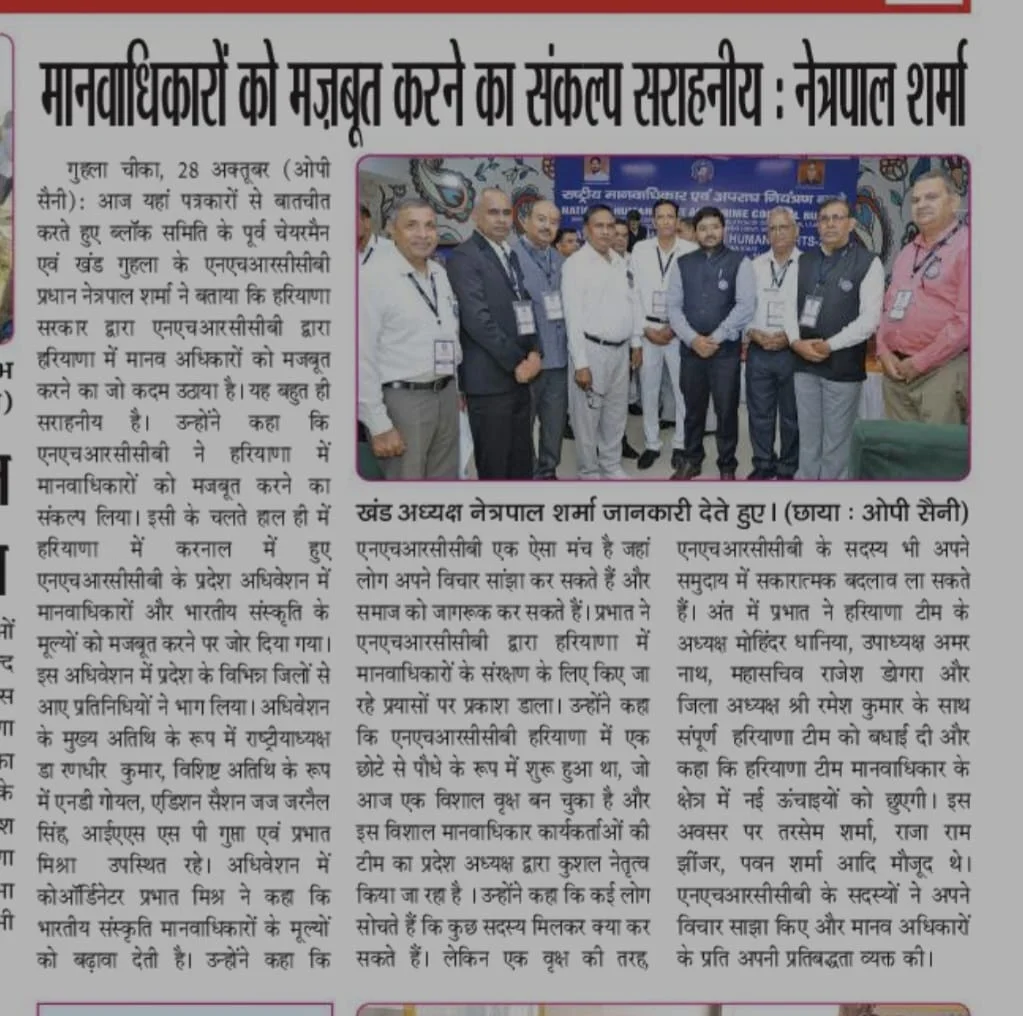 मानवाधिकारों को मज़बूत करने का संकल्प सराहनीय : नेत्रपाल शर्मा
गुहला चीका, 28 अक्तूबर (ओपी
सैनी): आज यहां पत्रकारों से बातचीत
करते हुए ब्लॉक समिति के पूर्व चेयरमैन
एवं खंड गुहला के एनएचआरसीसीबी
प्रधान नेत्रपाल शर्मा ने बताया कि हरियाणा
सरकार द्वारा एनएचआरसीसीबी द्वारा
हरियाणा में मानव अधिकारों को मजबूत
करने का जो कदम उठाया है। यह बहुत ही
सराहनीय है। उन्होंने कहा कि
एनएचआरसीसीबी ने हरियाणा में
मानवाधिकारों को मजबूत करने का
संकल्प लिया। इसी के चलते हाल ही में
हरियाणा में करनाल में हुए
एनएचआरसीसीबी के प्रदेश अधिवेशन में
मानवाधिकारों और भारतीय संस्कृति के
मूल्यों को मजबूत करने पर जोर दिया गया।
इस अधिवेशन में प्रदेश के विभिन्न जिलों से
आए प्रतिनिधियों ने भाग लिया। अधिवेशन
के मुख्य अतिथि के रूप में राष्ट्रीयाध्यक्ष
डा रणधीर कुमार, विशिष्ट अतिथि के रूप
में एनडी गोयल, एडिशन सैशन जज जरनैल
सिंह, आईएएस एस पी गुप्ता एवं प्रभात
मिश्रा उपस्थित रहे। अधिवेशन में
कोऑर्डिनेटर प्रभात मिश्र ने कहा कि
भारतीय संस्कृति मानवाधिकारों के मूल्यों
को बढ़ावा देती है। उन्होंने कहा कि
राष्ट्रीय मानवाधिकार एवं अपराध नियंत्रण
खंड अध्यक्ष नेत्रपाल शर्मा जानकारी देते हुए। (छाया : ओपी सैनी)
एनएचआरसीसीबी एक ऐसा मंच है जहां
लोग अपने विचार सांझा कर सकते हैं और
समाज को जागरूक कर सकते हैं। प्रभात ने
एनएचआरसीसीबी द्वारा हरियाणा में
मानवाधिकारों के संरक्षण के लिए किए जा
रहे प्रयासों पर प्रकाश डाला। उन्होंने कहा
कि एनएचआरसीसीबी हरियाणा में एक
छोटे से पौधे के रूप में शुरू हुआ था, जो
आज एक विशाल वृक्ष बन चुका है और
इस विशाल मानवाधिकार कार्यकर्ताओं की
टीम का प्रदेश अध्यक्ष द्वारा कुशल नेतृत्व
किया जा रहा है । उन्होंने कहा कि कई लोग
सोचते हैं कि कुछ सदस्य मिलकर क्या कर
सकते हैं। लेकिन एक वृक्ष की तरह,
एनएचआरसीसीबी के सदस्य भी अपने
समुदाय में सकारात्मक बदलाव ला सकते
हैं। अंत में प्रभात ने हरियाणा टीम के
अध्यक्ष मोहिंदर धानिया, उपाध्यक्ष अमर
नाथ, महासचिव राजेश डोगरा और
जिला अध्यक्ष श्री रमेश कुमार के साथ
संपूर्ण हरियाणा टीम को बधाई दी और
कहा कि हरियाणा टीम मानवाधिकार के
क्षेत्र में नई ऊंचाइयों को छुएगी। इस
अवसर पर तरसेम शर्मा, राजा राम
झींजर, पवन शर्मा आदि मौजूद थे।
एनएचआरसीसीबी के सदस्यों ने अपने
विचार साझा किए और मानव अधिकारों
के प्रति अपनी प्रतिबद्धता व्यक्त की।